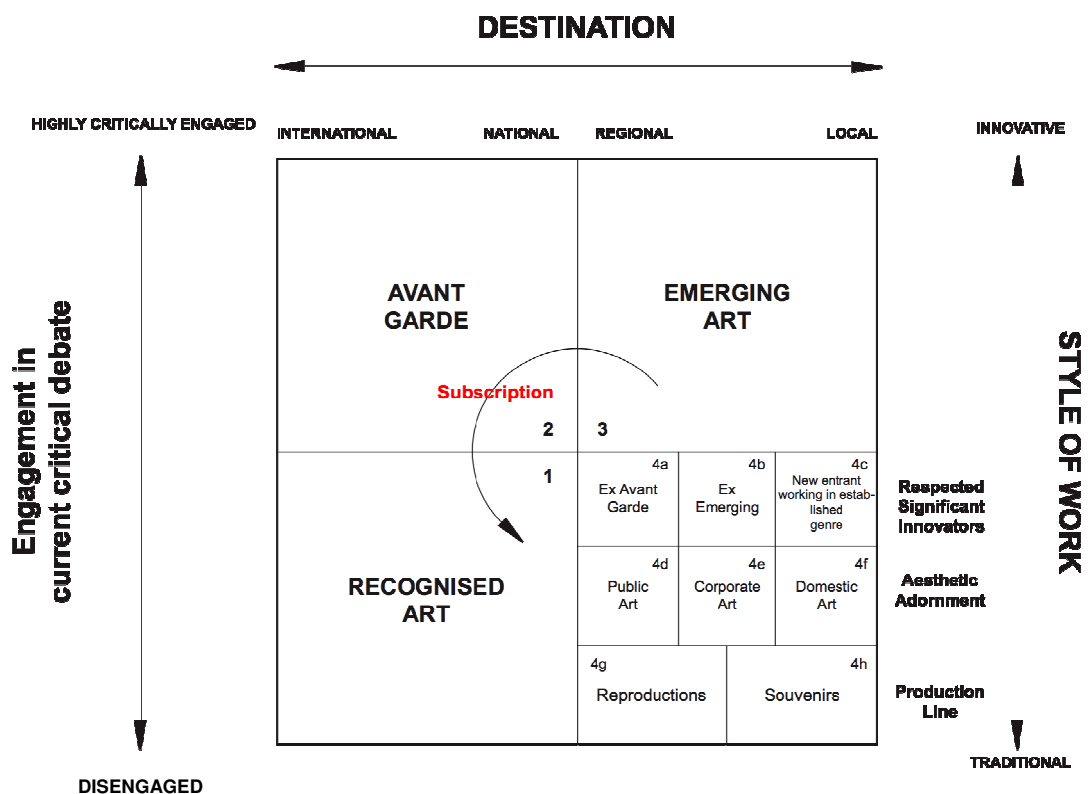 DESTINATION
HIGHLY CRITICALLY ENGAGED
INTERNATIONAL
NATIONAL
REGIONAL
LOCAL
INNOVATIVE
AVANT
GARDE
EMERGING
ART
Engagement in
current critical debate
STYLE OF WORK
Subscription
2
3
1
4a
Ex Avant
Garde
4b
Ex
Emerging
4c
New entrant
working in estab-
lished
genre
Respected
Significant
Innovators
RECOGNISED
ART
4d
Public
Art
4e
Corporate
Art
4f
Domestic
Art
Aesthetic
Adornment
4g
Reproductions
4h
Souvenirs
Production
Line
TRADITIONAL
DISENGAGED